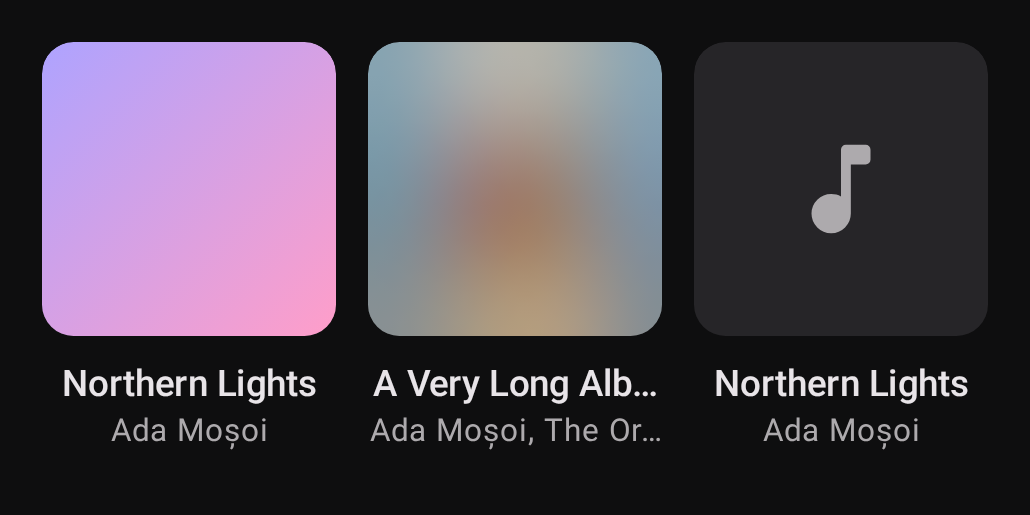 Northern Lights
Ada Moșoi
A Very Long Alb…
Ada Moșoi, The Or…
Northern Lights
Ada Moșoi